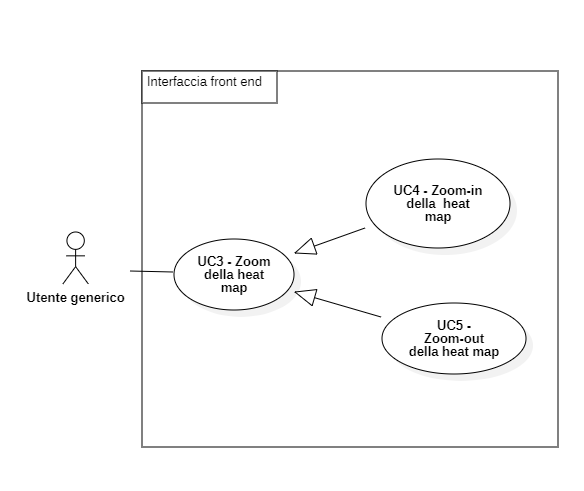 Interfaccia front end
UC4 - Zoom-in
della heat
map
UC3 - Zoom
della heat
map
Utente generico
UC5 -
Zoom-out
della heat map